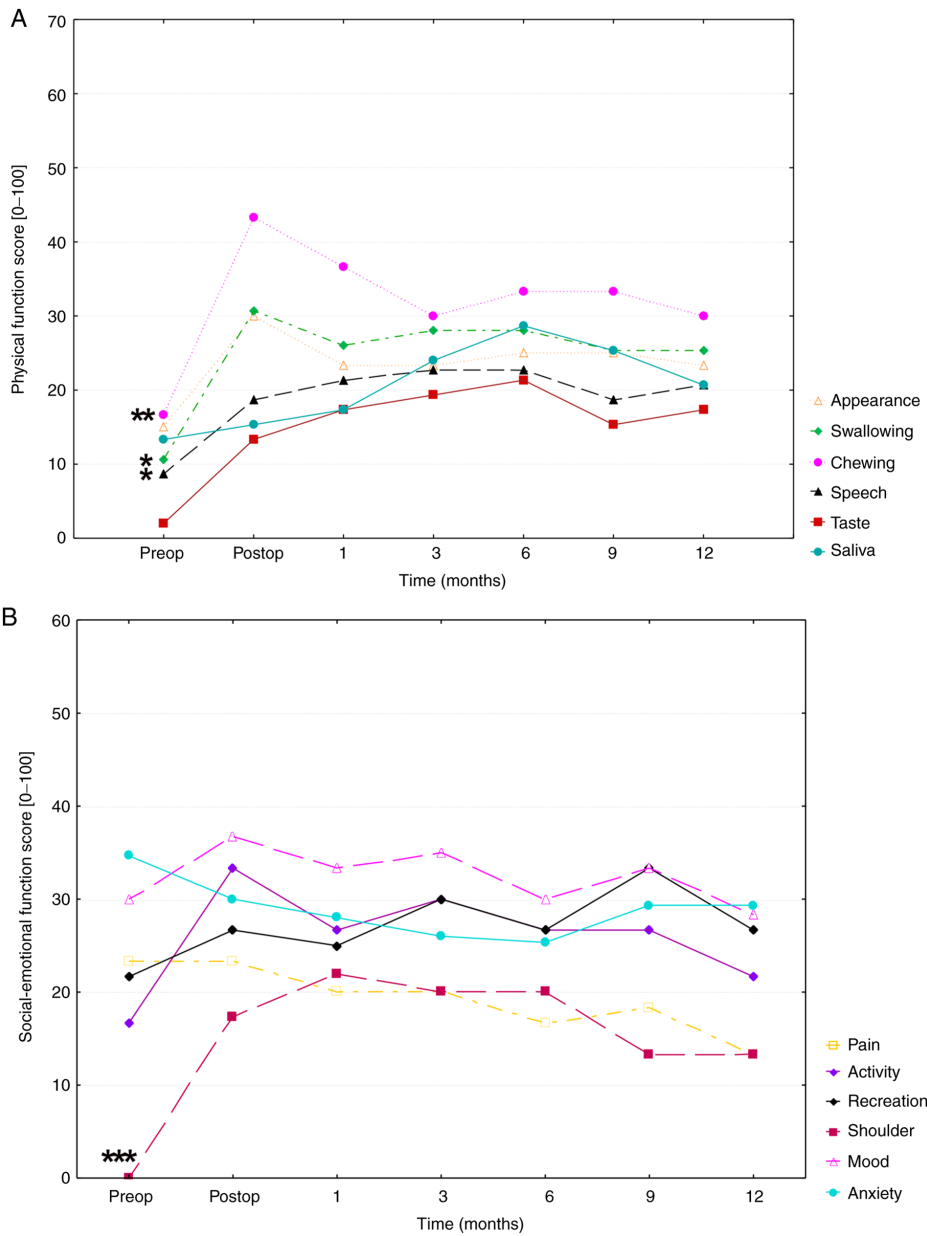 A
70
60
50
40
30
20
10
0
Physical function score [0–100]
**
*
*
Preop Postop 1 3 6 9 12
Time (months)
Appearance
Swallowing
Chewing
Speech
Taste
Saliva
B
60
50
40
30
20
10
0
Social-emotional function score [0–100]
***
Preop Postop 1 3 6 9 12
Time (months)
Pain
Activity
Recreation
Shoulder
Mood
Anxiety